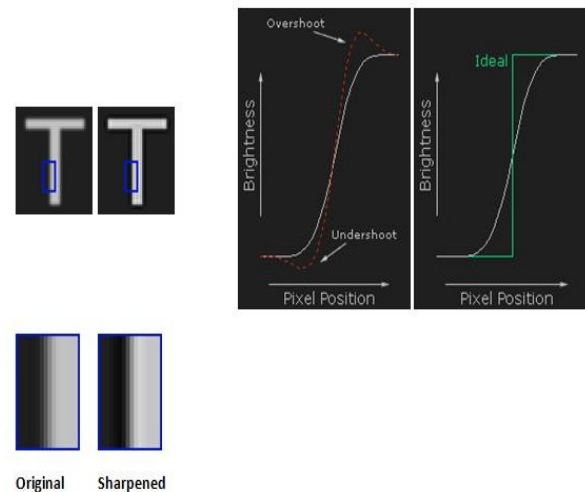 T T
Overshoot
Undershoot
Brightness
Pixel Position
Ideal
Brightness
Pixel Position
Original Sharpened